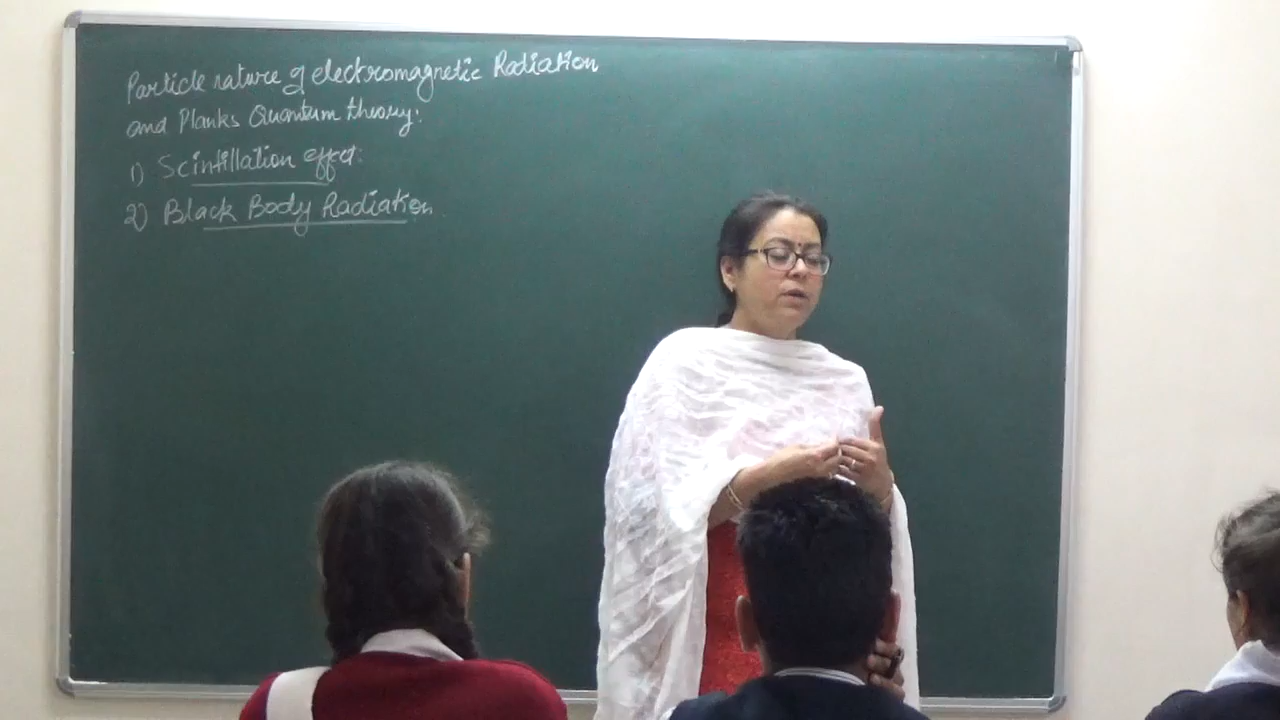 Particle nature of electromagnetic Radiation
and Planks Quantum theory:
1) Scintillation effect:
2) Black Body Radiation